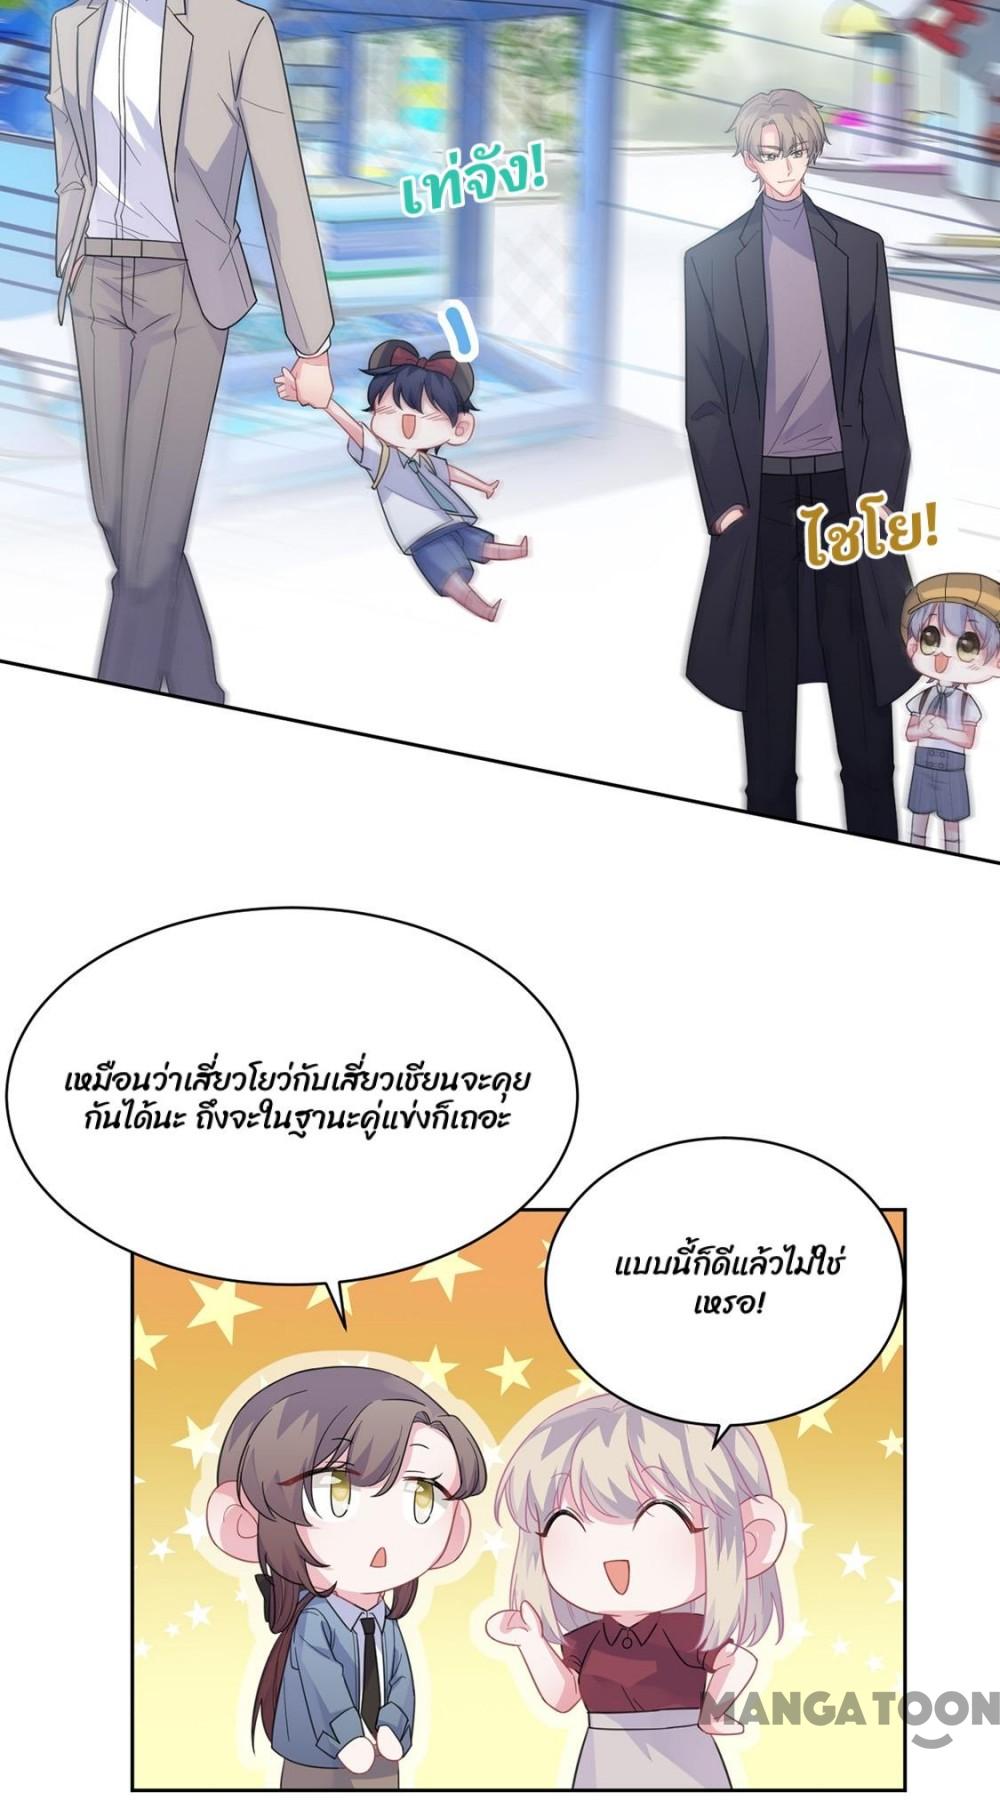 เท่จัง!
ไชโย!
เหมือนว่าเสี่ยวโยว่กับเสี่ยวเชียนจะคุย
กันได้นะ ถึงจะในฐานะคู่แข่งก็เถอะ
แบบนี้ก็ดีแล้วไม่ใช่
เหรอ!
MANGATOON